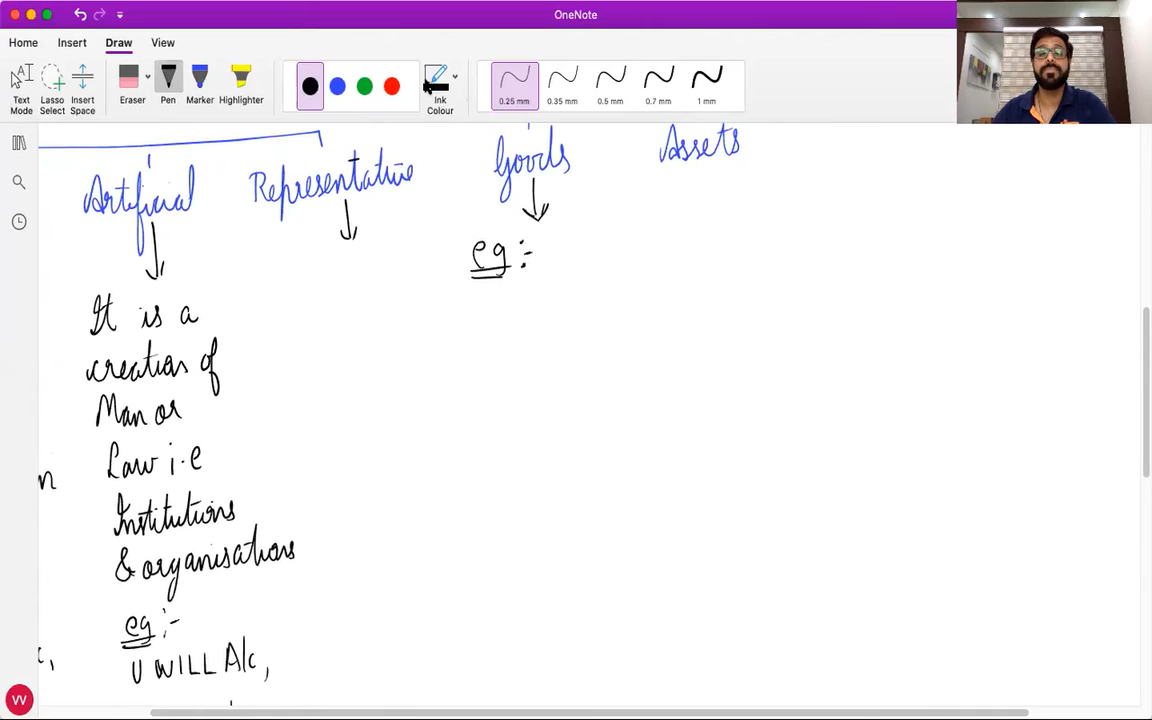 OneNote
Home Insert Draw View
Text Mode
Lasso Select
Insert Space
Eraser
Pen
Marker
Highlighter
Ink Colour
0.25 mm
0.35 mm
0.5 mm
0.7 mm
1 mm
Artificial Representative Goods Assets
eg :-
It is a
creation of
Man or
Law i.e
n
Institutions
& organisations
eg :-
U WILL A/c,
VV